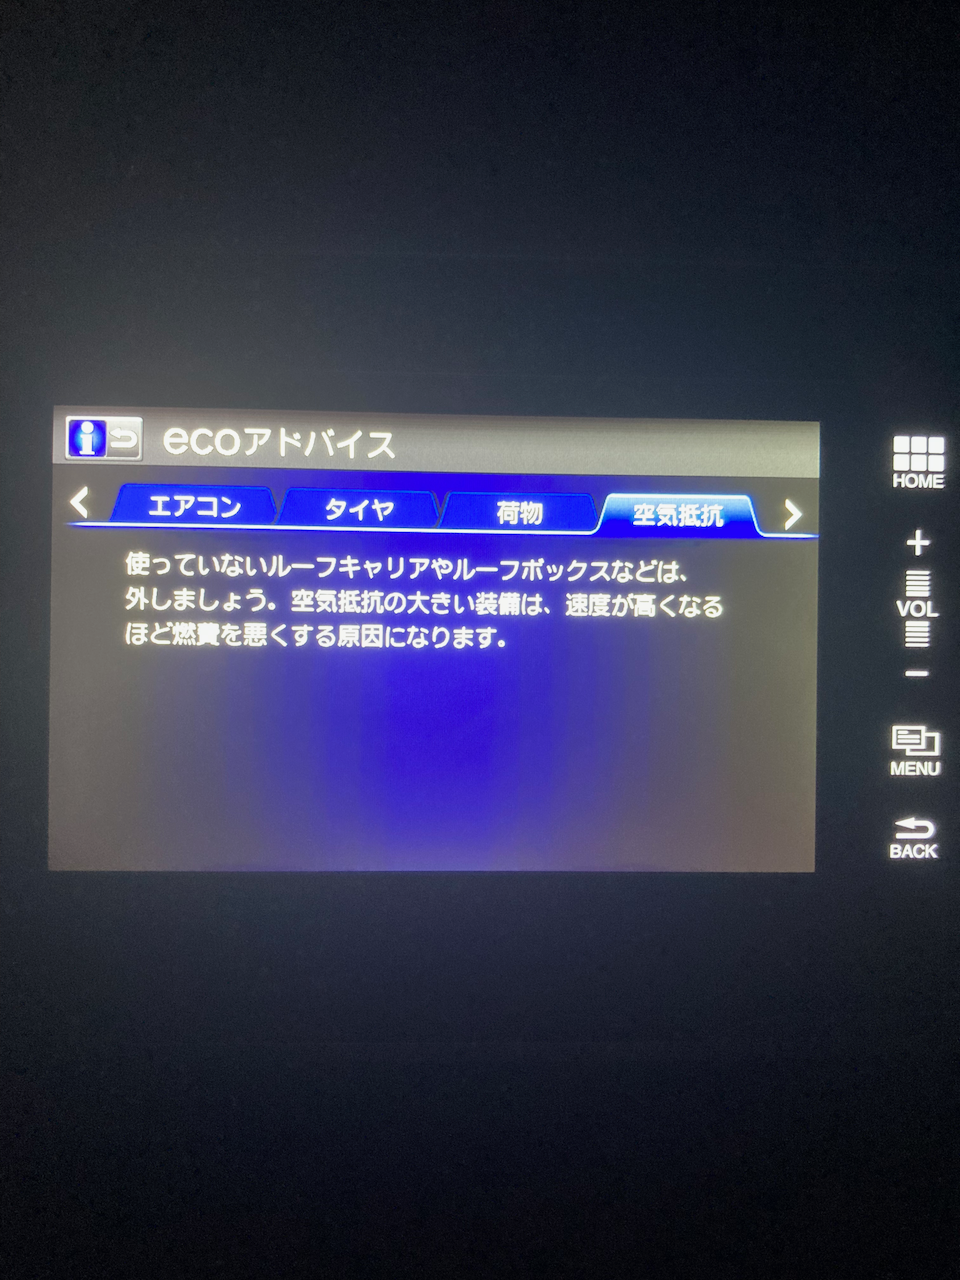 ecoアドバイス
エアコン タイヤ 荷物 空気抵抗
使っていないルーフキャリアやルーフボックスなどは、
外しましょう。空気抵抗の大きい装備は、速度が高くなる
ほど燃費を悪くする原因になります。
HOME
+
VOL
−
MENU
BACK